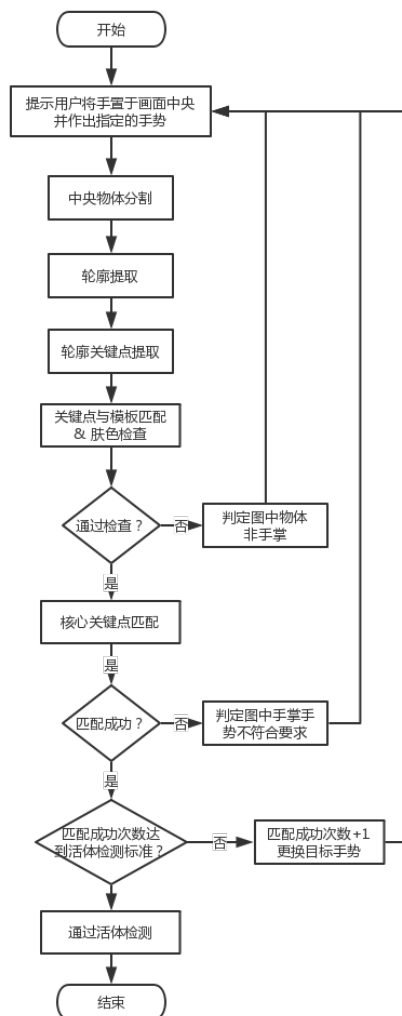 开始
提示用户将手置于画面中央
并作出指定的手势
中央物体分割
轮廓提取
轮廓关键点提取
关键点与模板匹配
& 肤色检查
通过检查？
否
判定图中物体
非手掌
是
核心关键点匹配
是
匹配成功？
否
判定图中手掌手
势不符合要求
是
匹配成功次数达
到活体检测标准？
否
匹配成功次数+1
更换目标手势
通过活体检测
结束